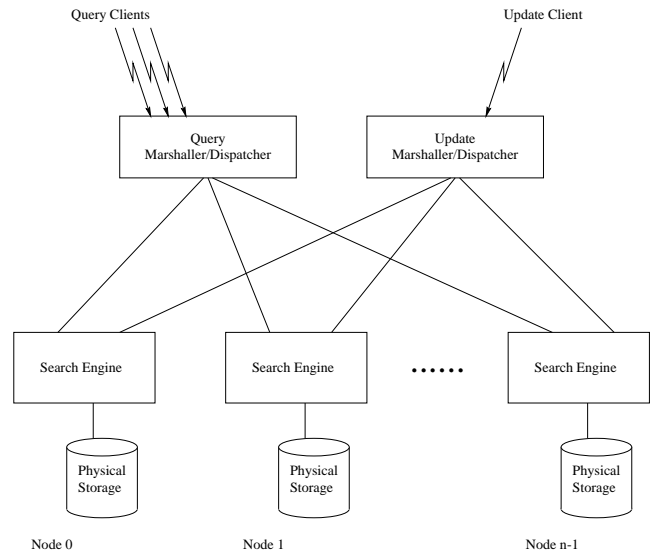 Query Clients
Update Client
Query
Marshaller/Dispatcher
Update
Marshaller/Dispatcher
Search Engine
Search Engine
Search Engine
Physical
Storage
Physical
Storage
Physical
Storage
Node 0
Node 1
Node n-1